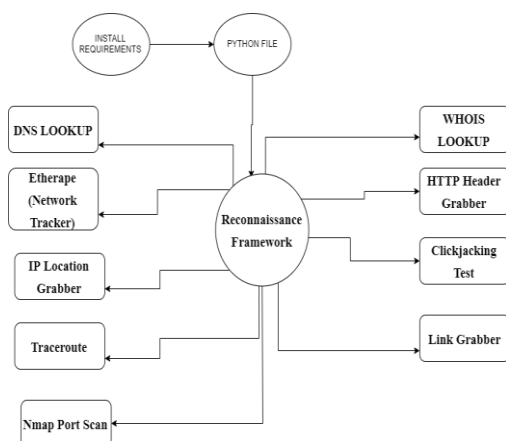 INSTALL
REQUIREMENTS
PYTHON FILE
DNS LOOKUP
Etherape
(Network
Tracker)
IP Location
Grabber
Traceroute
Nmap Port Scan
Reconnaissance
Framework
WHOIS
LOOKUP
HTTP Header
Grabber
Clickjacking
Test
Link Grabber